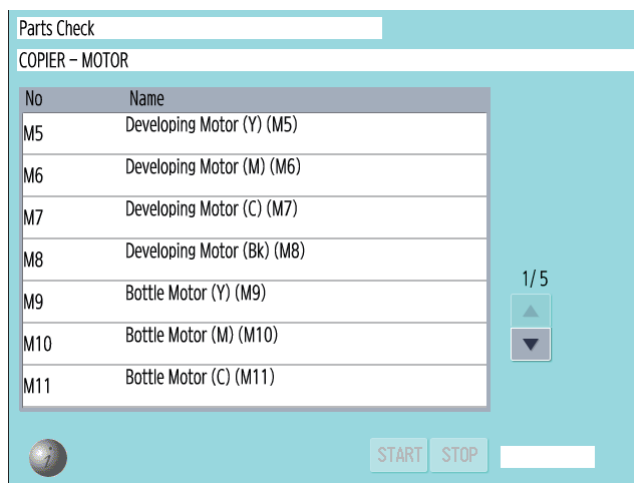 Parts Check
COPIER – MOTOR
No Name
M5 Developing Motor (Y) (M5)
M6 Developing Motor (M) (M6)
M7 Developing Motor (C) (M7)
M8 Developing Motor (Bk) (M8)
M9 Bottle Motor (Y) (M9)
M10 Bottle Motor (M) (M10)
M11 Bottle Motor (C) (M11)
1/5
i
START STOP